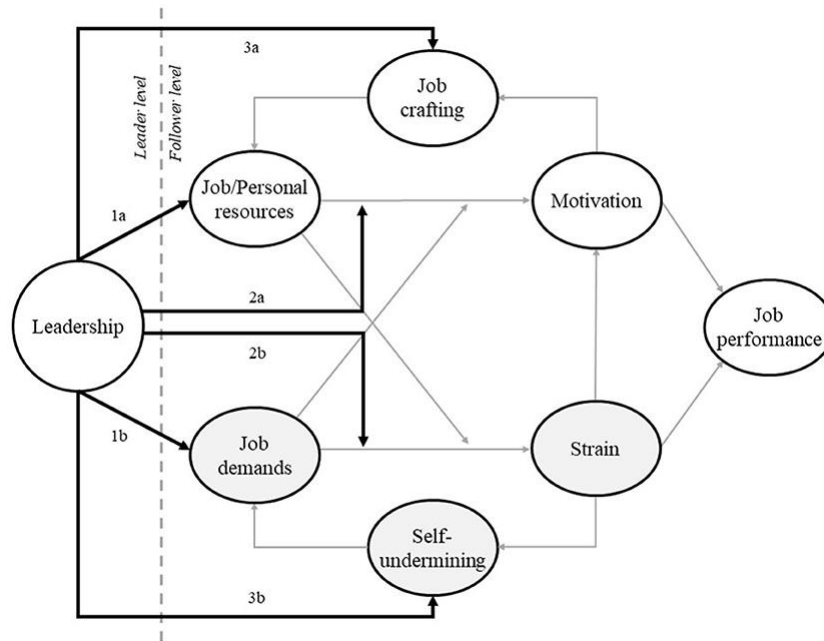 3a
Job
crafting
Leader level
Follower level
Job/Personal
resources
Motivation
1a
2a
Leadership
Job
performance
2b
1b
Job
demands
Strain
Self-
undermining
3b